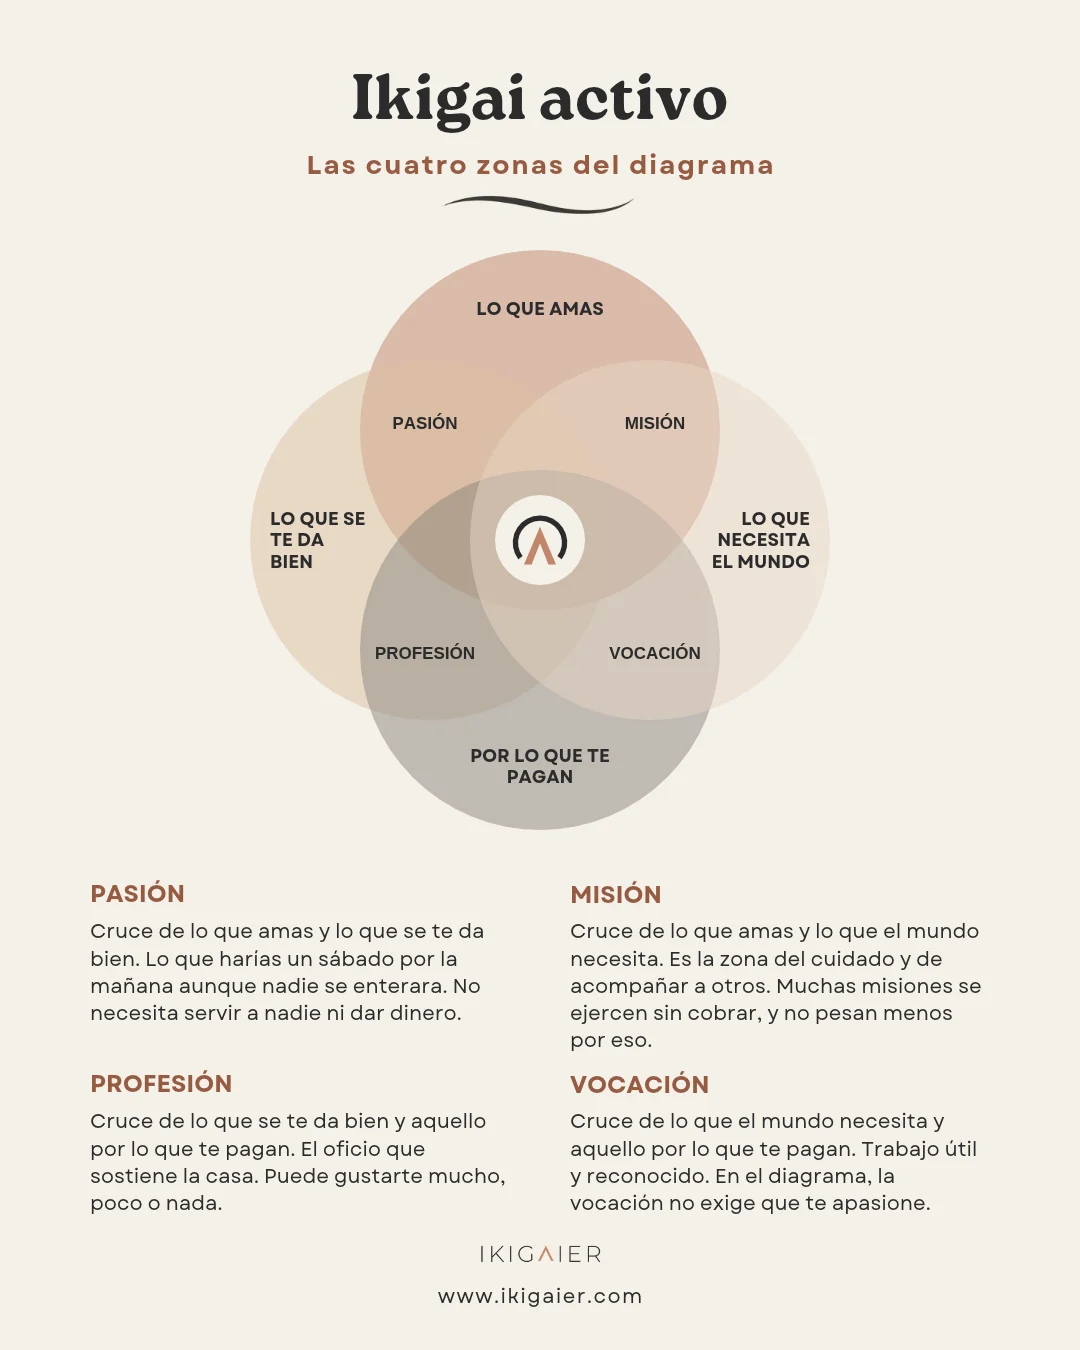 Ikigai activo
Las cuatro zonas del diagrama
LO QUE AMAS
PASIÓN
MISIÓN
LO QUE SE
TE DA
BIEN
LO QUE
NECESITA
EL MUNDO
PROFESIÓN
VOCACIÓN
POR LO QUE TE
PAGAN
PASIÓN
Cruce de lo que amas y lo que se te da
bien. Lo que harías un sábado por la
mañana aunque nadie se enterara. No
necesita servir a nadie ni dar dinero.
MISIÓN
Cruce de lo que amas y lo que el mundo
necesita. Es la zona del cuidado y de
acompañar a otros. Muchas misiones se
ejercen sin cobrar, y no pesan menos
por eso.
PROFESIÓN
Cruce de lo que se te da bien y aquello
por lo que te pagan. El oficio que
sostiene la casa. Puede gustarte mucho,
poco o nada.
VOCACIÓN
Cruce de lo que el mundo necesita y
aquello por lo que te pagan. Trabajo útil
y reconocido. En el diagrama, la
vocación no exige que te apasione.
IKIGAIER
www.ikigaier.com